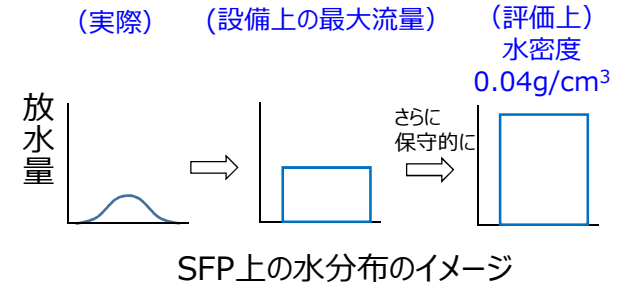 （実際）
(設備上の最大流量）
（評価上）
水密度
0.04g/cm³
放水量
さらに
保守的に
SFP上の水分布のイメージ